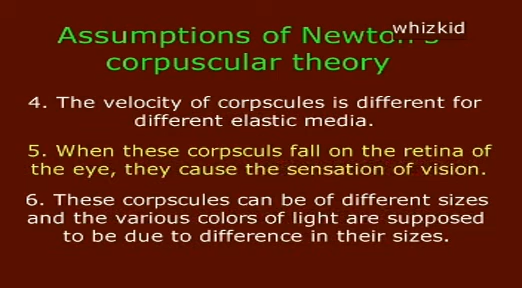 whizkid
Assumptions of Newton's
corpuscular theory
4. The velocity of corpscules is different for
different elastic media.
5. When these corpsculs fall on the retina of
the eye, they cause the sensation of vision.
6. These corpscules can be of different sizes
and the various colors of light are supposed
to be due to difference in their sizes.